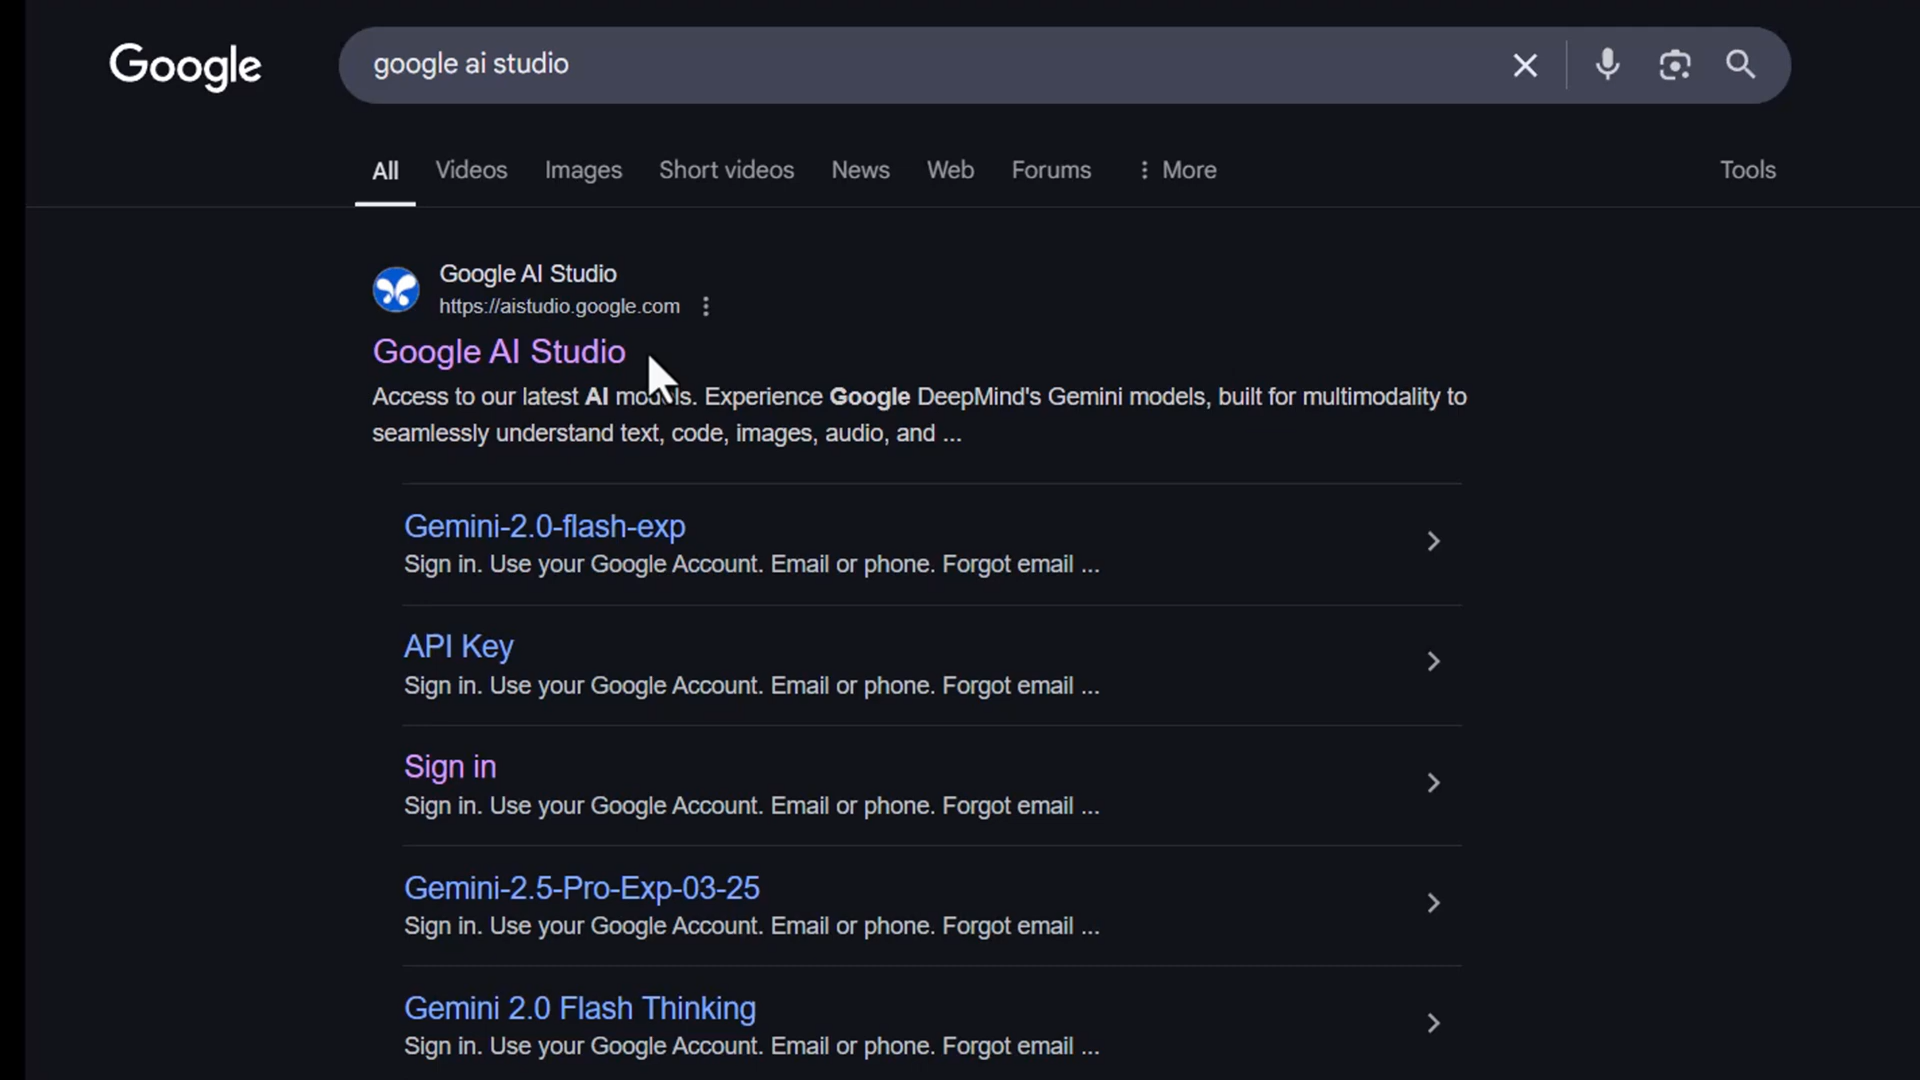 Google
google ai studio
All Videos Images Short videos News Web Forums More Tools
Google AI Studio
https://aistudio.google.com
Google AI Studio
Access to our latest AI models. Experience Google DeepMind's Gemini models, built for multimodality to
seamlessly understand text, code, images, audio, and ...
Gemini-2.0-flash-exp
Sign in. Use your Google Account. Email or phone. Forgot email ...
API Key
Sign in. Use your Google Account. Email or phone. Forgot email ...
Sign in
Sign in. Use your Google Account. Email or phone. Forgot email ...
Gemini-2.5-Pro-Exp-03-25
Sign in. Use your Google Account. Email or phone. Forgot email ...
Gemini 2.0 Flash Thinking
Sign in. Use your Google Account. Email or phone. Forgot email ...